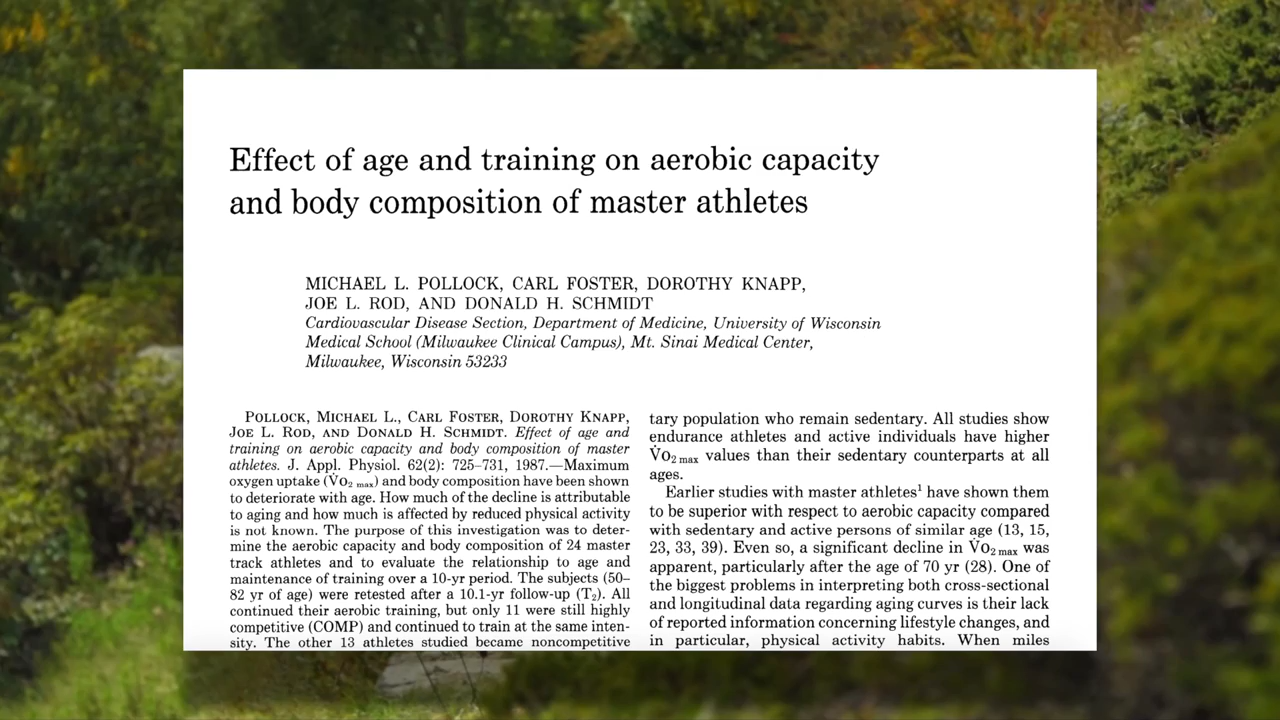 Effect of age and training on aerobic capacity
and body composition of master athletes
MICHAEL L. POLLOCK, CARL FOSTER, DOROTHY KNAPP,
JOE L. ROD, AND DONALD H. SCHMIDT
Cardiovascular Disease Section, Department of Medicine, University of Wisconsin
Medical School (Milwaukee Clinical Campus), Mt. Sinai Medical Center,
Milwaukee, Wisconsin 53233
POLLOCK, MICHAEL L., CARL FOSTER, DOROTHY KNAPP,
JOE L. ROD, AND DONALD H. SCHMIDT. Effect of age and
training on aerobic capacity and body composition of master
athletes. J. Appl. Physiol. 62(2): 725–731, 1987.—Maximum
oxygen uptake (V̇O₂ max) and body composition have been shown
to deteriorate with age. How much of the decline is attributable
to aging and how much is affected by reduced physical activity
is not known. The purpose of this investigation was to deter-
mine the aerobic capacity and body composition of 24 master
track athletes and to evaluate the relationship to age and
maintenance of training over a 10-yr period. The subjects (50–
82 yr of age) were retested after a 10.1-yr follow-up (T₂). All
continued their aerobic training, but only 11 were still highly
competitive (COMP) and continued to train at the same inten-
sity. The other 13 athletes studied became noncompetitive
tary population who remain sedentary. All studies show
endurance athletes and active individuals have higher
V̇O₂ max values than their sedentary counterparts at all
ages.
Earlier studies with master athletes¹ have shown them
to be superior with respect to aerobic capacity compared
with sedentary and active persons of similar age (13, 15,
23, 33, 39). Even so, a significant decline in V̇O₂ max was
apparent, particularly after the age of 70 yr (28). One of
the biggest problems in interpreting both cross-sectional
and longitudinal data regarding aging curves is their lack
of reported information concerning lifestyle changes, and
in particular, physical activity habits. When miles